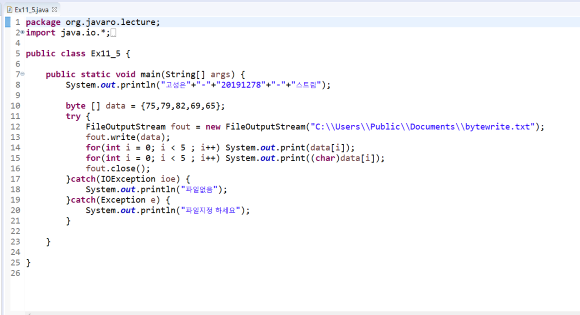 Ex11_5.java
1 package org.javaro.lecture;
2 import java.io.*;
3
4
5 public class Ex11_5 {
6
7 public static void main(String[] args) {
8 System.out.println("고성은"+"-"+"20191278"+"-"+"스트림");
9
10 byte [] data = {75,79,82,69,65};
11 try {
12 FileOutputStream fout = new FileOutputStream("C:\\Users\\Public\\Documents\\bytewrite.txt");
13 fout.write(data);
14 for(int i = 0; i < 5 ; i++) System.out.print(data[i]);
15 for(int i = 0; i < 5 ; i++) System.out.print((char)data[i]);
16 fout.close();
17 }catch(IOException ioe) {
18 System.out.println("파일없음");
19 }catch(Exception e) {
20 System.out.println("파일지정 하세요");
21 }
22
23 }
24
25 }
26